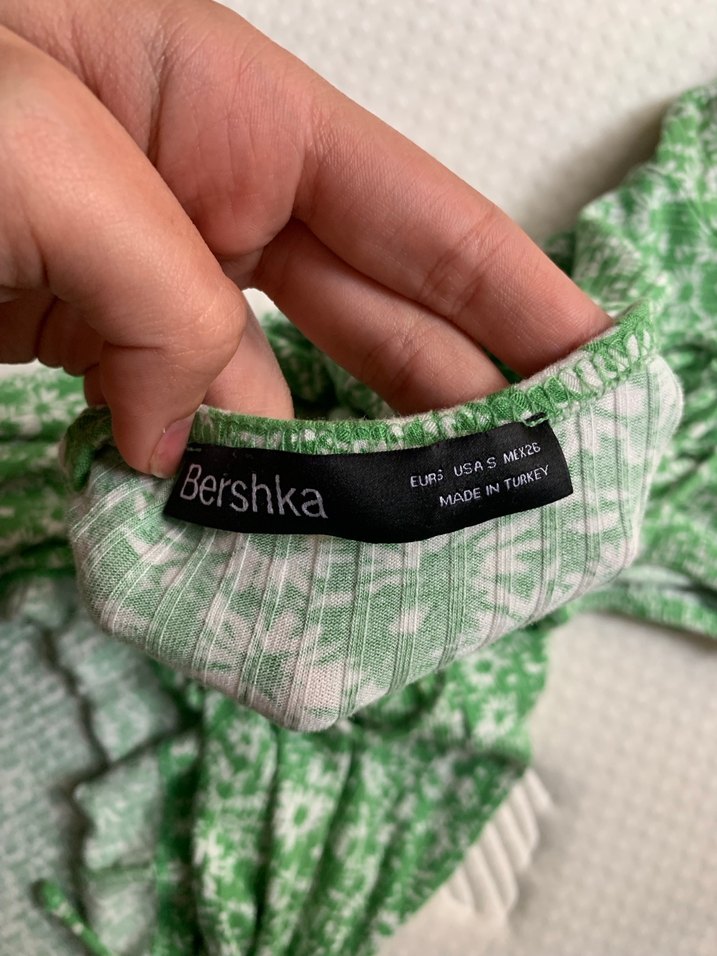 Bershka
EUR S USA S MEX 26
MADE IN TURKEY